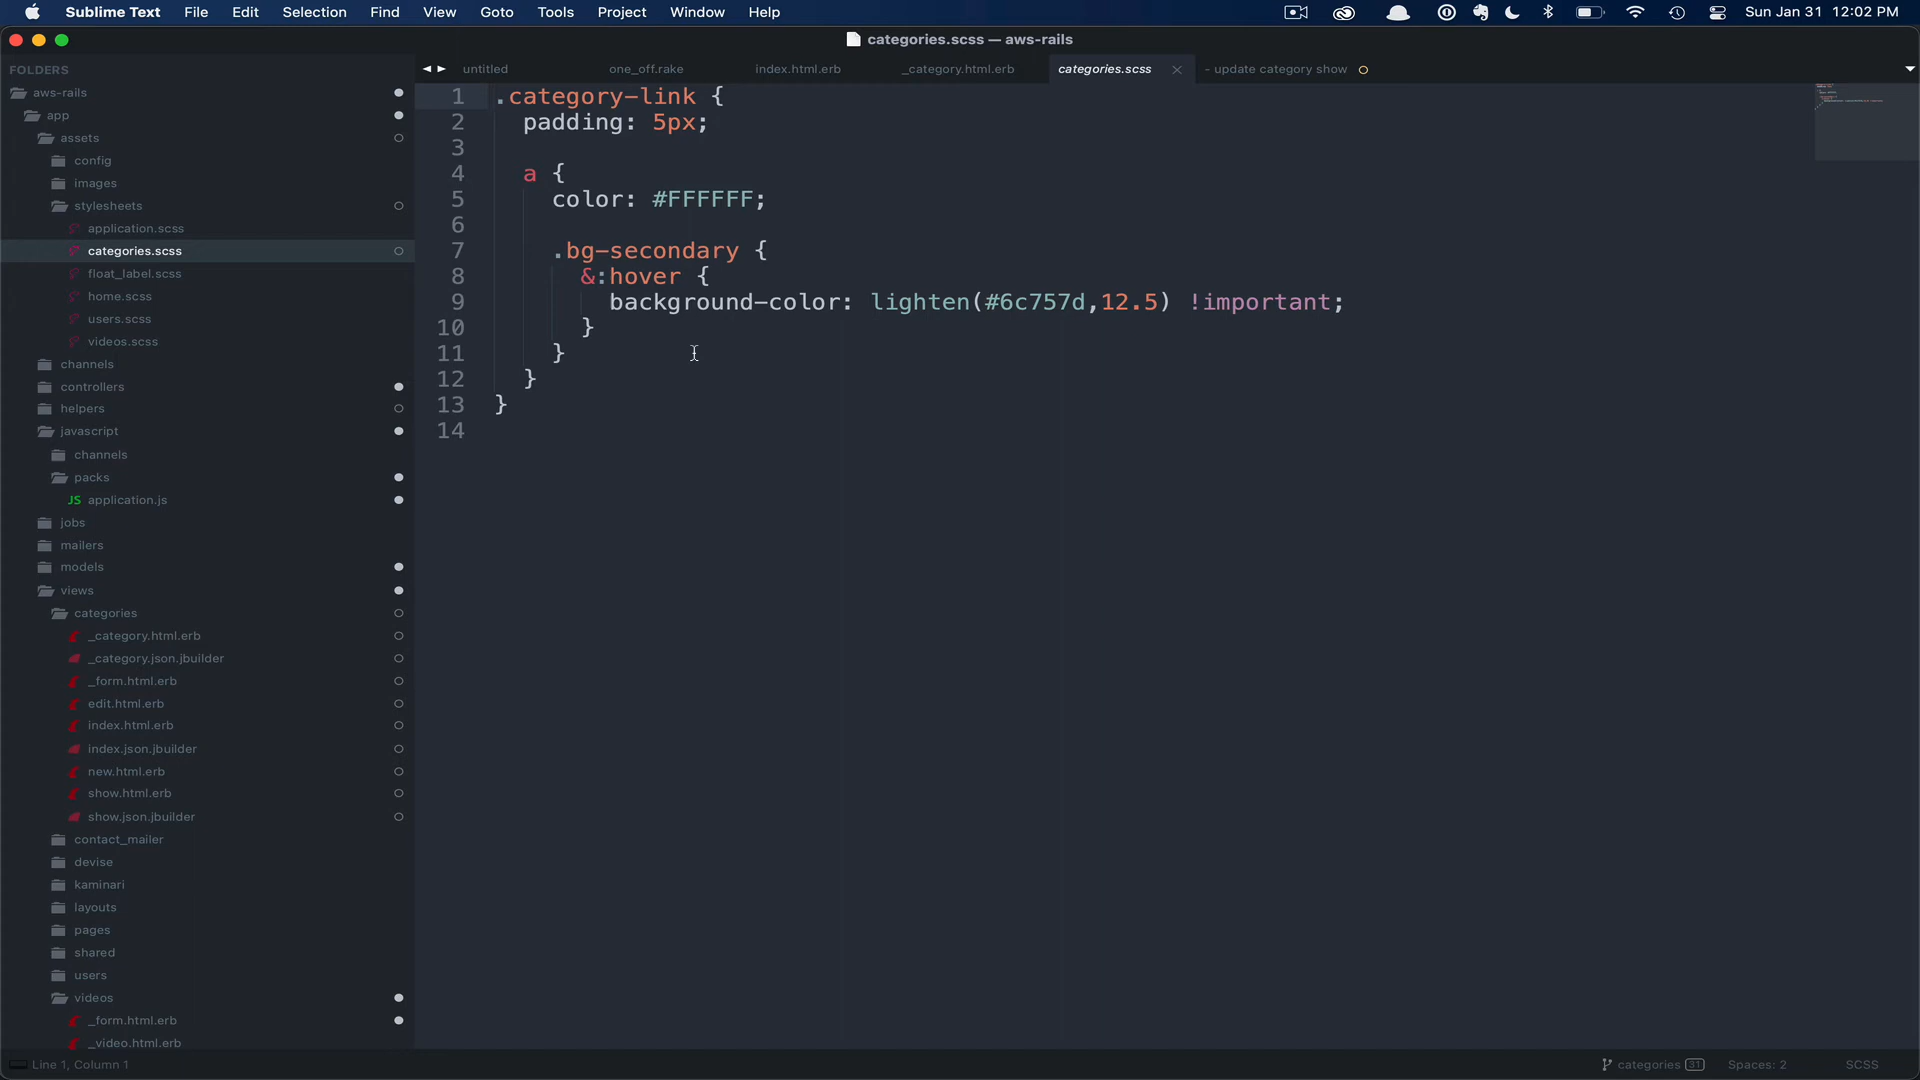 Sublime Text File Edit Selection Find View Goto Tools Project Window Help Sun Jan 31 12:02 PM
categories.scss — aws-rails
FOLDERS
aws-rails
app
assets
config
images
stylesheets
application.scss
categories.scss
float_label.scss
home.scss
users.scss
videos.scss
channels
controllers
helpers
javascript
channels
packs
JS application.js
jobs
mailers
models
views
categories
_category.html.erb
_category.json.jbuilder
_form.html.erb
edit.html.erb
index.html.erb
index.json.jbuilder
new.html.erb
show.html.erb
show.json.jbuilder
contact_mailer
devise
kaminari
layouts
pages
shared
users
videos
_form.html.erb
_video.html.erb
untitled one_off.rake index.html.erb _category.html.erb categories.scss - update category show
1 .category-link {
2 padding: 5px;
3
4 a {
5 color: #FFFFFF;
6
7 .bg-secondary {
8 &:hover {
9 background-color: lighten(#6c757d,12.5) !important;
10 }
11 }
12 }
13 }
14
Line 1, Column 1 categories 31 Spaces: 2 SCSS